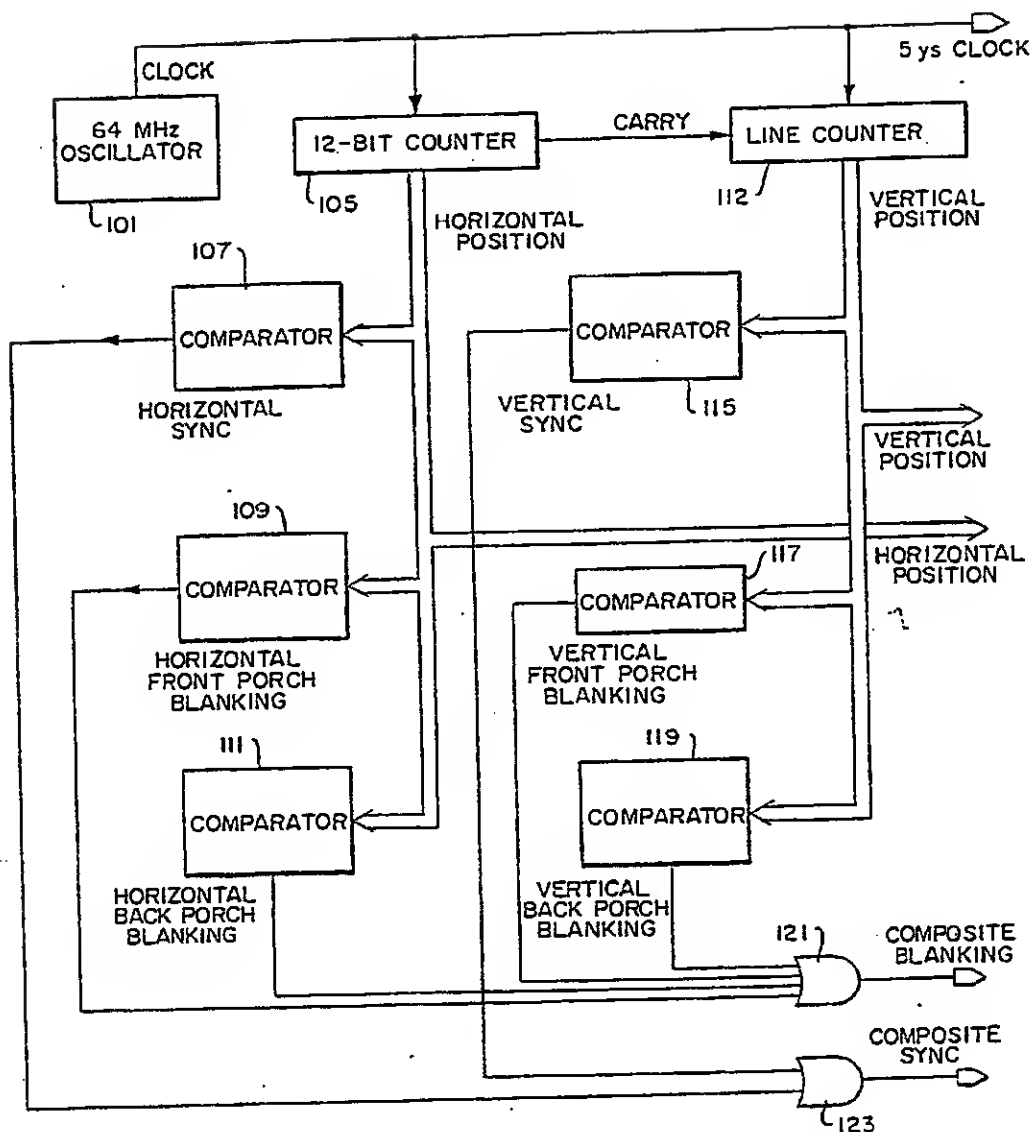 5 ys CLOCK
CLOCK
64 MHz
OSCILLATOR
101
12-BIT COUNTER
105
CARRY
LINE COUNTER
112
HORIZONTAL
POSITION
VERTICAL
POSITION
107
COMPARATOR
HORIZONTAL
SYNC
COMPARATOR
115
VERTICAL
SYNC
VERTICAL
POSITION
HORIZONTAL
POSITION
109
COMPARATOR
HORIZONTAL
FRONT PORCH
BLANKING
117
COMPARATOR
VERTICAL
FRONT PORCH
BLANKING
111
COMPARATOR
HORIZONTAL
BACK PORCH
BLANKING
119
COMPARATOR
VERTICAL
BACK PORCH
BLANKING
121
COMPOSITE
BLANKING
COMPOSITE
SYNC
123